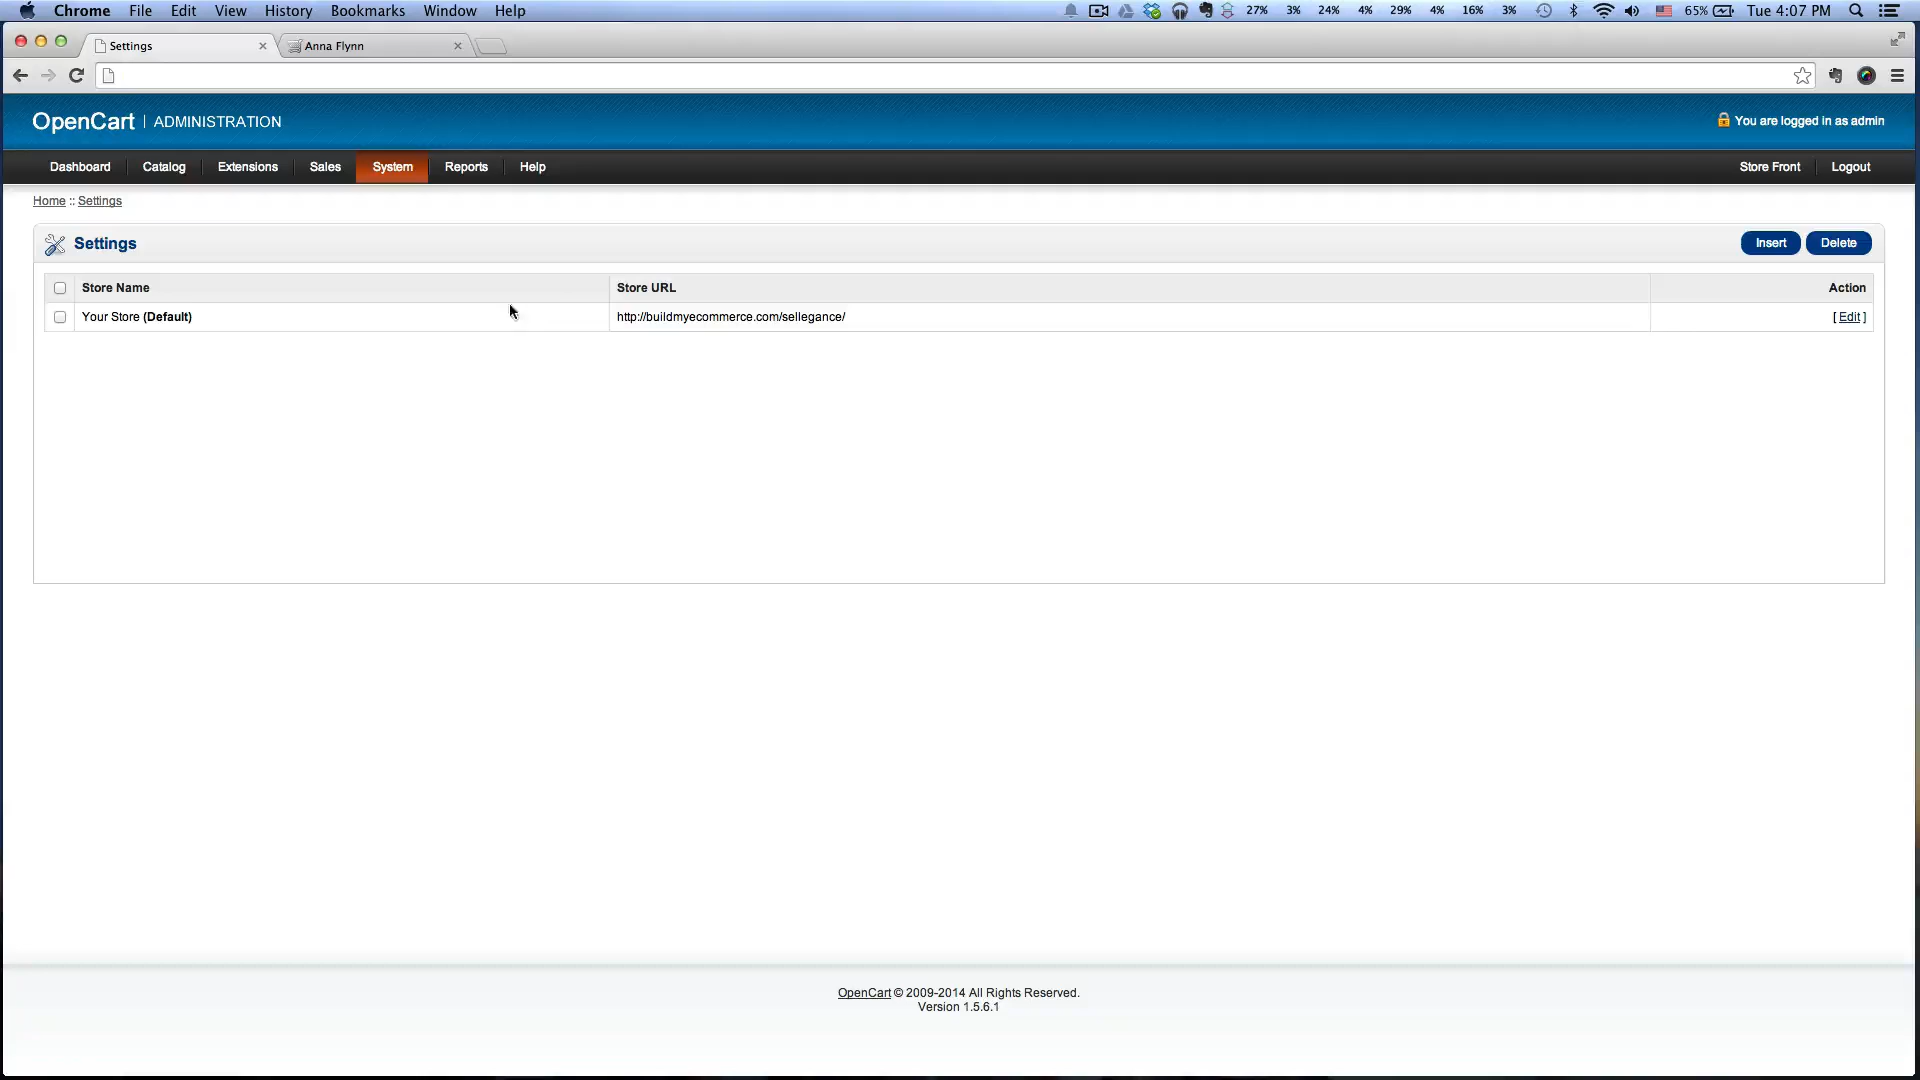 Chrome File Edit View History Bookmarks Window Help 27% 3% 24% 4% 29% 4% 16% 3% 65% Tue 4:07 PM
Settings Anna Flynn
OpenCart | ADMINISTRATION You are logged in as admin
Dashboard Catalog Extensions Sales System Reports Help Store Front Logout
Home :: Settings
Settings Insert Delete
Store Name Store URL Action
Your Store (Default) http://buildmyecommerce.com/sellegance/ [ Edit ]
OpenCart © 2009-2014 All Rights Reserved.
Version 1.5.6.1